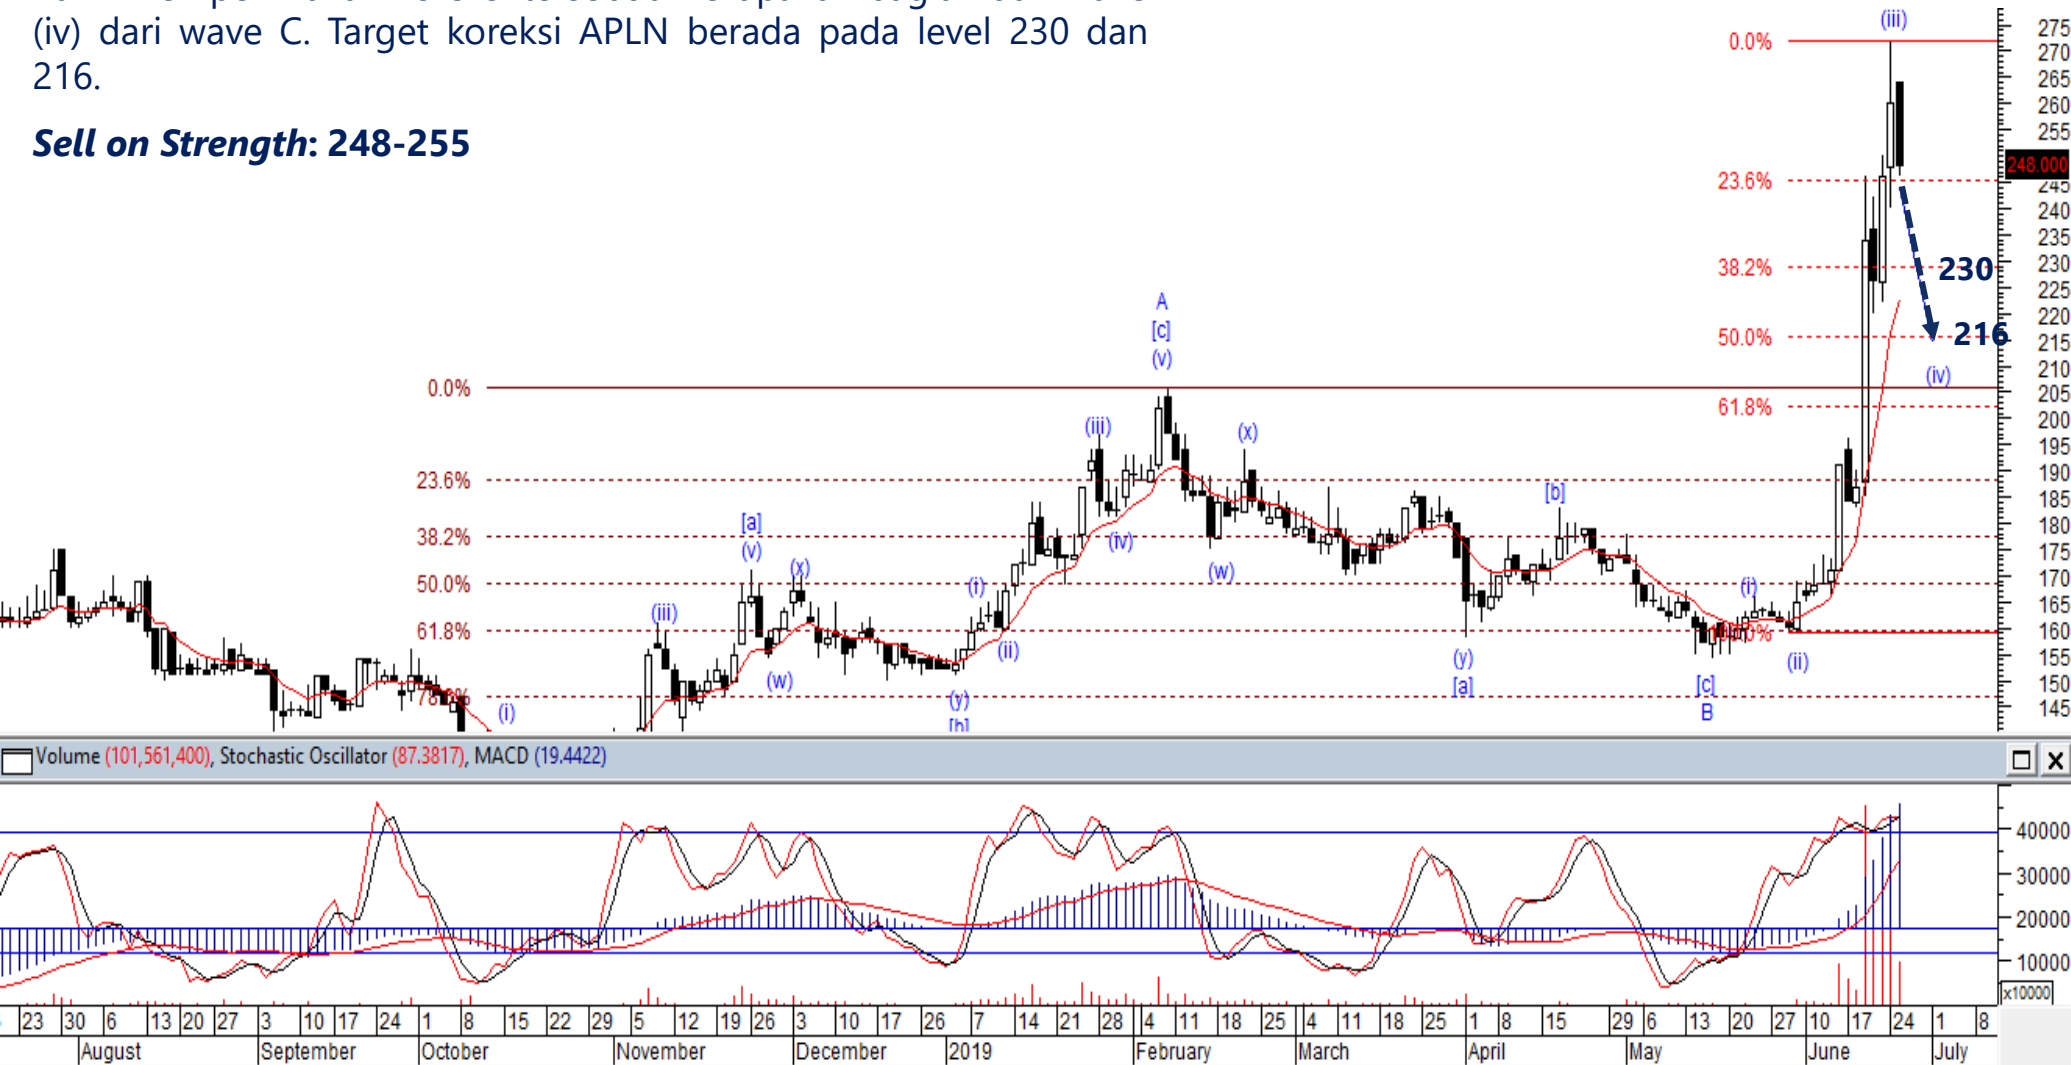 (iv) dari wave C. Target koreksi APLN berada pada level 230 dan
216.
Sell on Strength: 248-255
(iii)
0.0%
275
270
265
260
255
248.000
23.6%
245
240
235
38.2%
230
230
225
220
50.0%
216
215
210
(iv)
205
61.8%
200
195
190
185
180
175
170
165
160
155
150
145
A
[c]
(v)
0.0%
23.6%
38.2%
50.0%
61.8%
(i)
(iii)
[a]
(v)
(x)
(w)
(y)
[b]
(i)
(ii)
(iii)
(iv)
(w)
(x)
(y)
[a]
[b]
[c]
B
(i)
(ii)
Volume (101,561,400), Stochastic Oscillator (87.3817), MACD (19.4422)
40000
30000
20000
10000
x10000
23 30 6 13 20 27 3 10 17 24 1 8 15 22 29 5 12 19 26 3 10 17 26 7 14 21 28 4 11 18 25 4 11 18 25 1 8 15 29 6 13 20 27 10 17 24 1 8
August September October November December 2019 February March April May June July